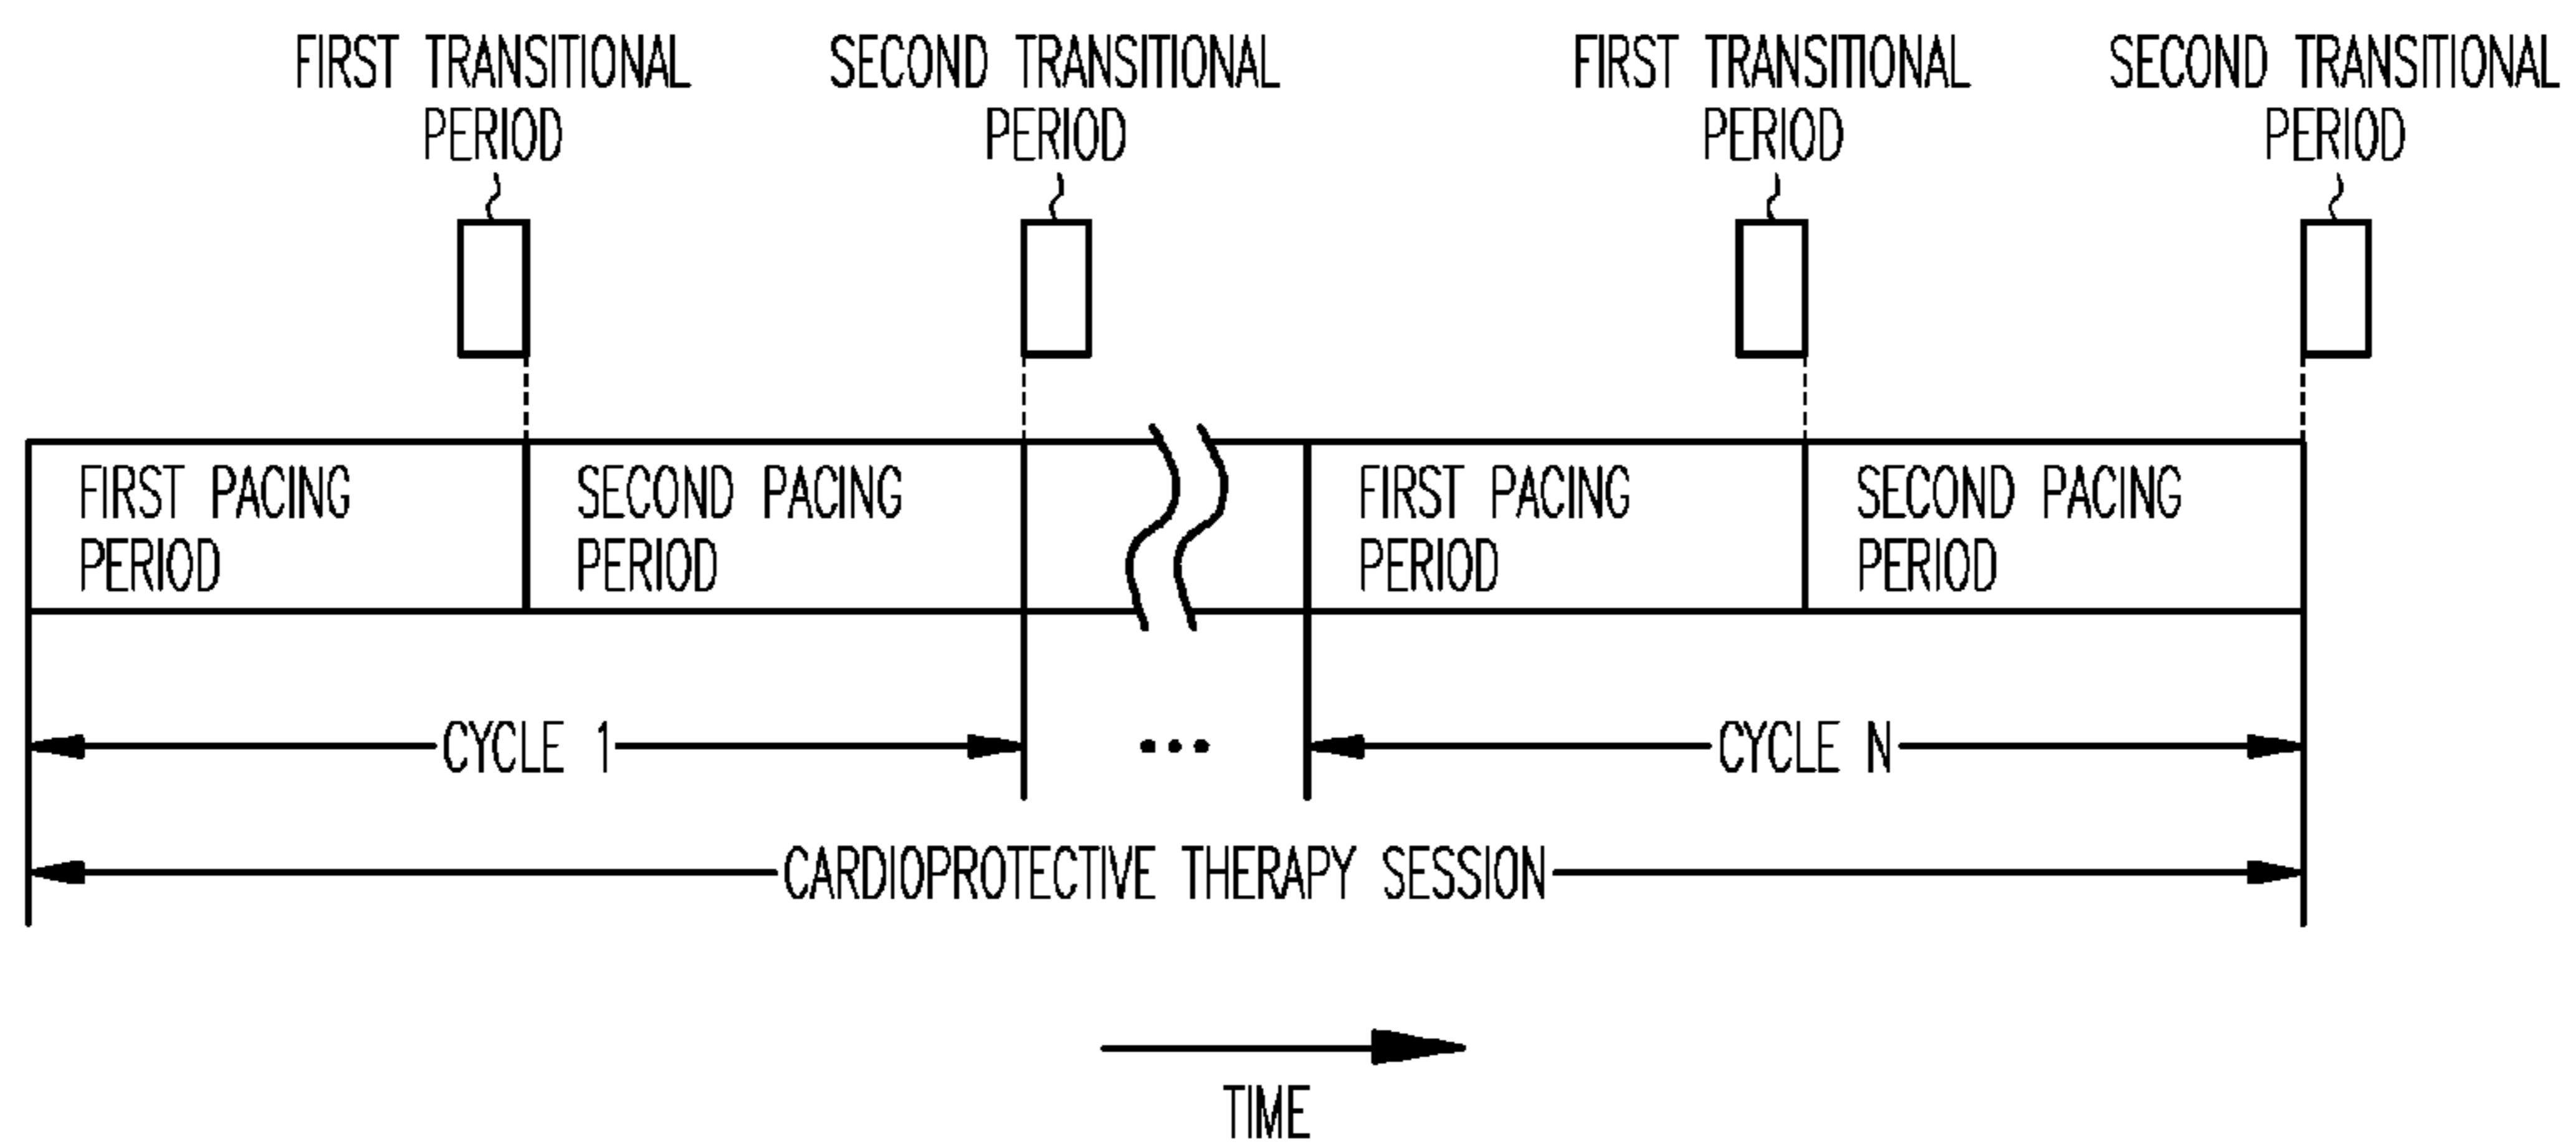 FIRST TRANSITIONAL
PERIOD
SECOND TRANSITIONAL
PERIOD
FIRST TRANSITIONAL
PERIOD
SECOND TRANSITIONAL
PERIOD
FIRST PACING
PERIOD
SECOND PACING
PERIOD
FIRST PACING
PERIOD
SECOND PACING
PERIOD
CYCLE 1
...
CYCLE N
CARDIOPROTECTIVE THERAPY SESSION
TIME